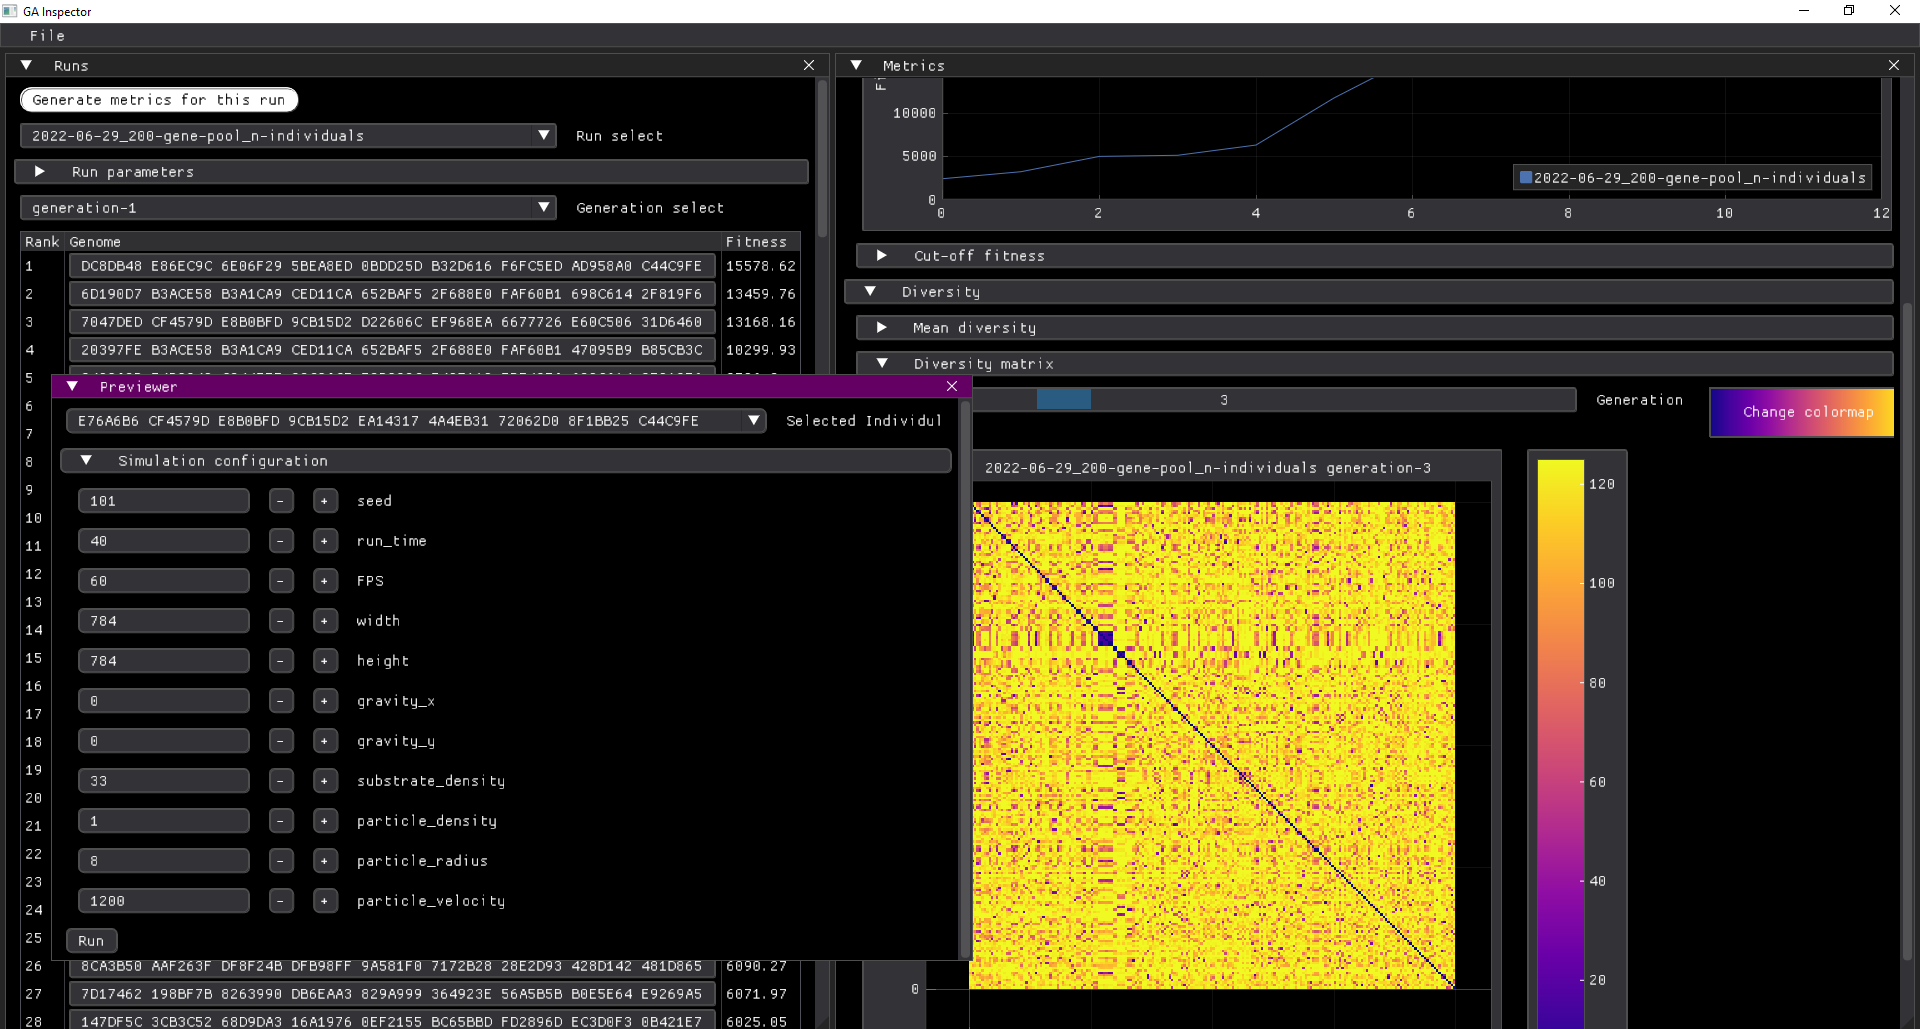 GA Inspector
File
Runs
Generate metrics for this run
2022-06-29_200-gene-pool_n-individuals Run select
Run parameters
generation-1 Generation select
Rank Genome Fitness
1 DC8DB48 E86EC9C 6E06F29 5BEA8ED 0BDD25D B32D616 F6FC5ED AD958A0 C44C9FE 15578.62
2 6D190D7 B3ACE58 B3A1CA9 CED11CA 652BAF5 2F688E0 FAF60B1 698C614 2F819F6 13459.76
3 7047DED CF4579D E8B0BFD 9CB15D2 D22606C EF968EA 6677726 E60C506 31D6460 13168.16
4 20397FE B3ACE58 B3A1CA9 CED11CA 652BAF5 2F688E0 FAF60B1 47095B9 B85CB3C 10299.93
5
6
7
8
9
10
11
12
13
14
15
16
17
18
19
20
21
22
23
24
25
26 8CA3B50 AAF263F DF8F24B DFB98FF 9A581F0 7172B28 28E2D93 428D142 481D865 6090.27
27 7D17462 198BF7B 8263990 DB6EAA3 829A999 364923E 56A5B5B B0E5E64 E9269A5 6071.97
28 147DF5C 3CB3C52 68D9DA3 16A1976 0EF2155 BC65BBD FD2896D EC3D0F3 0B421E7 6025.05
Previewer
E76A6B6 CF4579D E8B0BFD 9CB15D2 EA14317 4A4EB31 72062D0 8F1BB25 C44C9FE Selected Individul
Simulation configuration
101 - + seed
40 - + run_time
60 - + FPS
784 - + width
784 - + height
0 - + gravity_x
0 - + gravity_y
33 - + substrate_density
1 - + particle_density
8 - + particle_radius
1200 - + particle_velocity
Run
Metrics
10000
5000
0
0 2 4 6 8 10 12
2022-06-29_200-gene-pool_n-individuals
Cut-off fitness
Diversity
Mean diversity
Diversity matrix
3 Generation Change colormap
2022-06-29_200-gene-pool_n-individuals generation-3
0
120
100
80
60
40
20